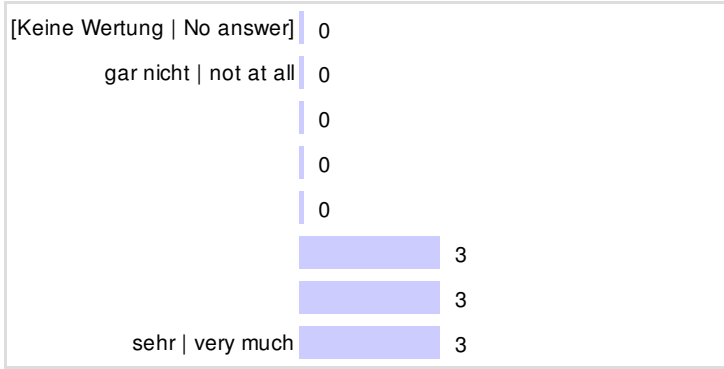 [Keine Wertung | No answer] 0
gar nicht | not at all 0
0
0
0
3
3
sehr | very much 3